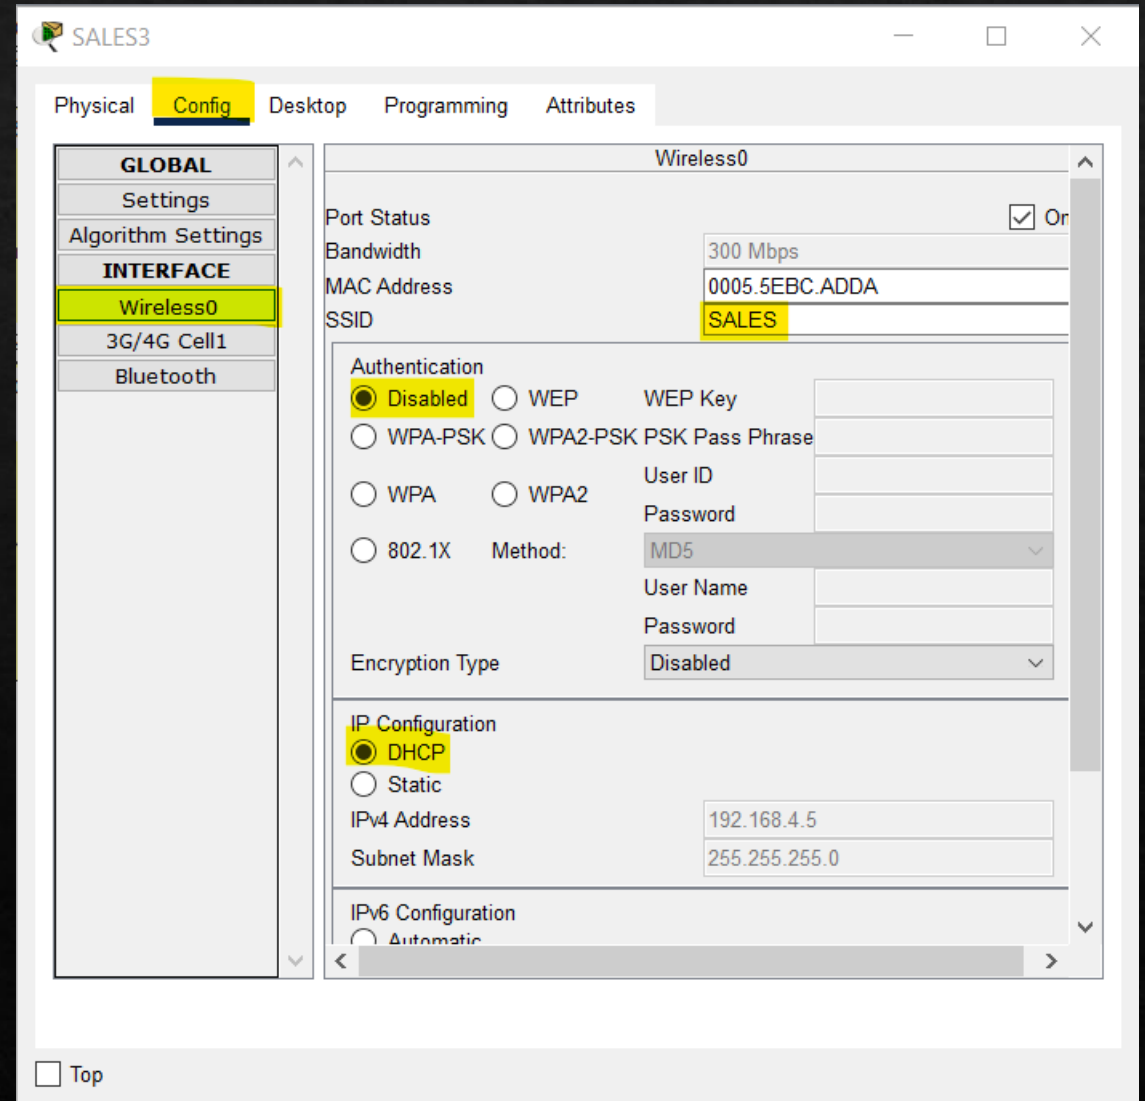 SALES3
Physical Config Desktop Programming Attributes
GLOBAL
Settings
Algorithm Settings
INTERFACE
Wireless0
3G/4G Cell1
Bluetooth
Wireless0
Port Status On
Bandwidth 300 Mbps
MAC Address 0005.5EBC.ADDA
SSID SALES
Authentication
Disabled WEP WEP Key
WPA-PSK WPA2-PSK PSK Pass Phrase
User ID
WPA WPA2
Password
802.1X Method: MD5
User Name
Password
Encryption Type Disabled
IP Configuration
DHCP
Static
IPv4 Address 192.168.4.5
Subnet Mask 255.255.255.0
IPv6 Configuration
Automatic
Top